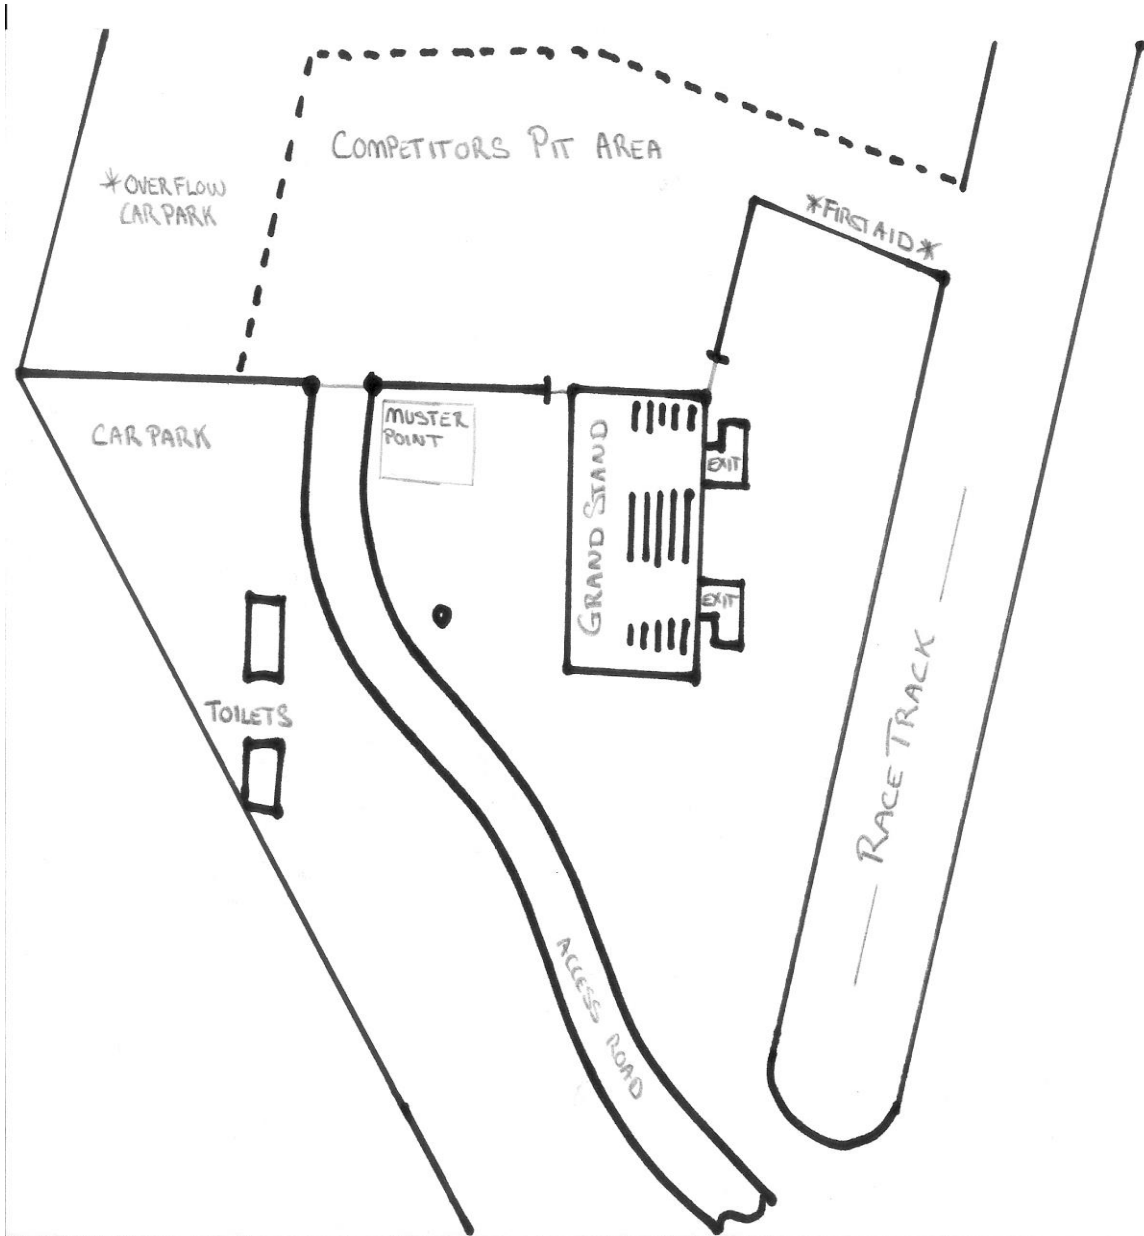 COMPETITORS PIT AREA
*OVERFLOW
CAR PARK
*FIRST AID*
CAR PARK
MUSTER
POINT
GRAND STAND
EXIT
EXIT
TOILETS
RACE TRACK
ACCESS ROAD